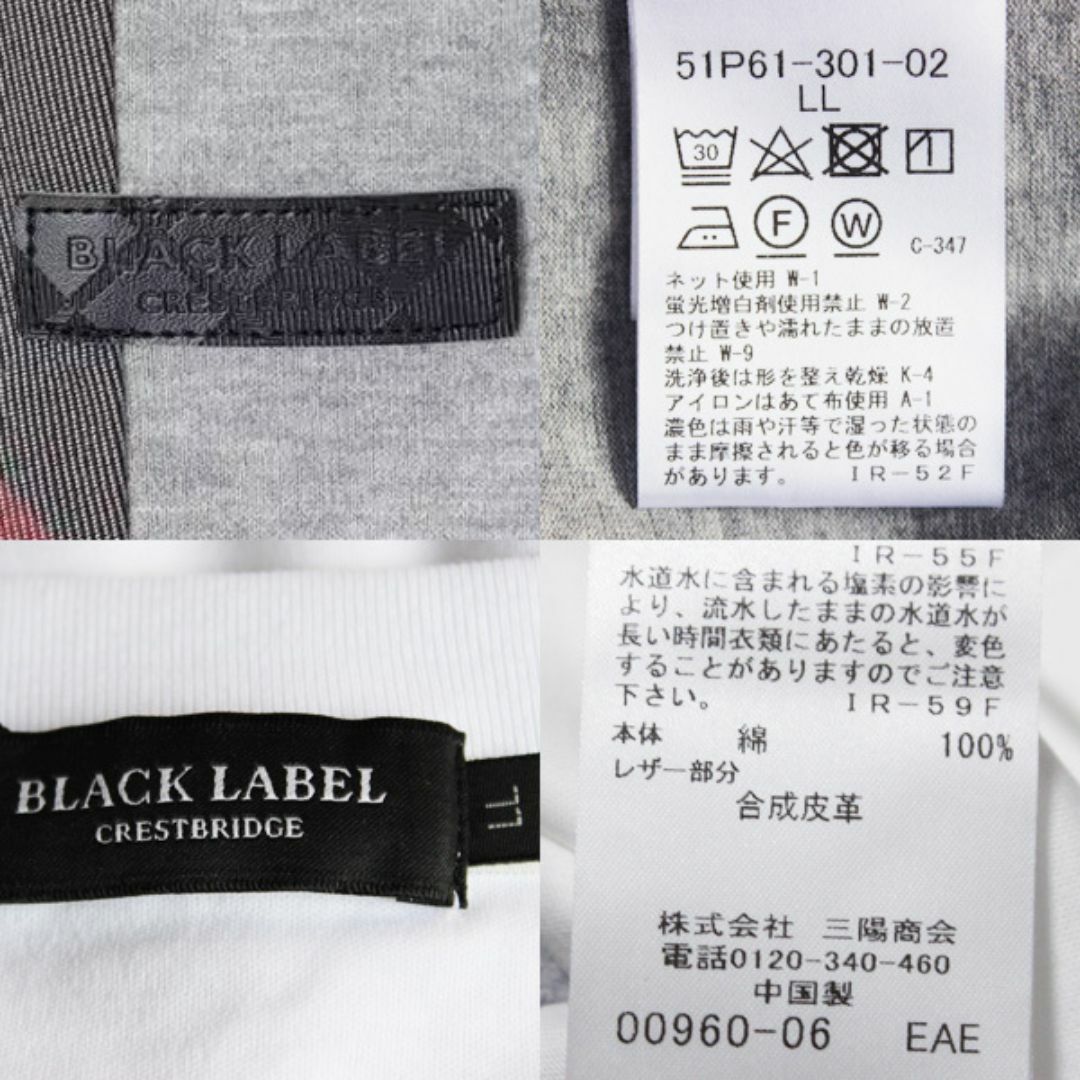 BLACK LABEL
CRESTBRIDGE
51P61-301-02
LL
30
1
F
W
C-347
ネット使用 W-1
蛍光増白剤使用禁止 W-2
つけ置きや濡れたままの放置
禁止 W-9
洗浄後は形を整え乾燥 K-4
アイロンはあて布使用 A-1
濃色は雨や汗等で湿った状態の
まま摩擦されると色が移る場合
があります。 IR-52F
BLACK LABEL
CRESTBRIDGE
LL
IR-55F
水道水に含まれる塩素の影響に
より、流水したままの水道水が
長い時間衣類にあたると、変色
することがありますのでご注意
下さい。 IR-59F
本体 綿 100%
レザー部分
合成皮革
株式会社 三陽商会
電話0120-340-460
中国製
00960-06 EAE